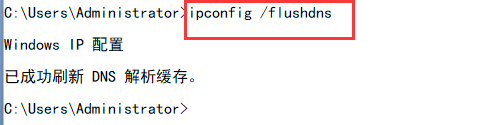 C:\Users\Administrator>ipconfig /flushdns
Windows IP 配置
已成功刷新 DNS 解析缓存。
C:\Users\Administrator>